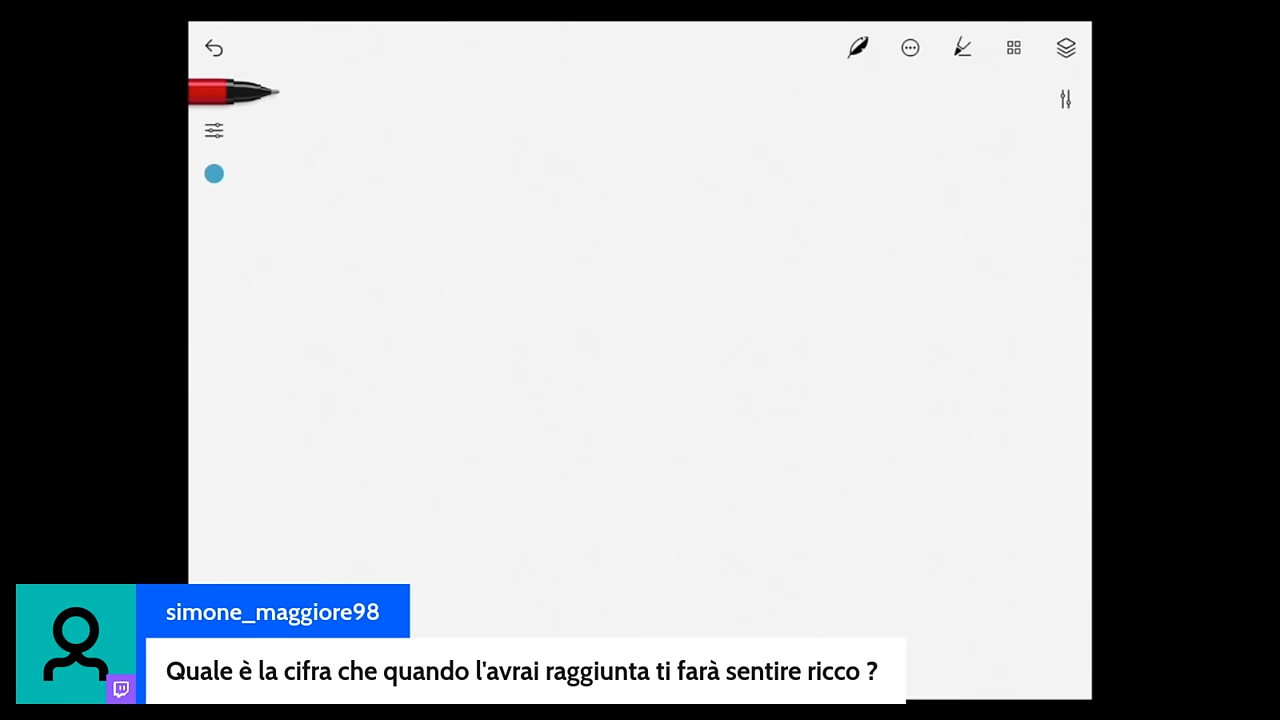 simone_maggiore98
Quale è la cifra che quando l'avrai raggiunta ti farà sentire ricco ?